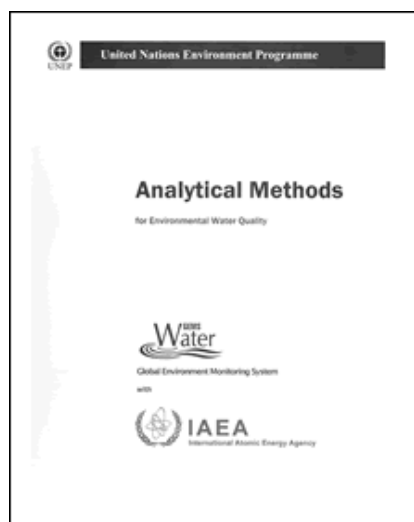 United Nations Environment Programme
UNEP
Analytical Methods
for Environmental Water Quality
GEMS
Water
Global Environment Monitoring System
with
IAEA
International Atomic Energy Agency